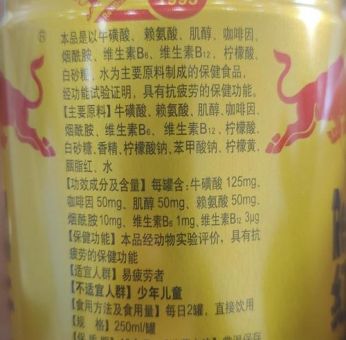 1995
本品是以牛磺酸、赖氨酸、肌醇、咖啡因、
烟酰胺、维生素B₆、维生素B₁₂、柠檬酸、
白砂糖、水为主要原料制成的保健食品,
经功能试验证明,具有抗疲劳的保健功能。
【主要原料】牛磺酸、赖氨酸、肌醇、咖啡因、
烟酰胺、维生素B₆、维生素B₁₂、柠檬酸、
白砂糖、香精、柠檬酸钠、苯甲酸钠、柠檬黄、
胭脂红、水
【功效成分及含量】每罐含:牛磺酸 125mg、
咖啡因 50mg、肌醇 50mg、赖氨酸 50mg、
烟酰胺 10mg、维生素B₆ 1mg、维生素B₁₂ 3μg
【保健功能】本品经动物实验评价,具有抗
疲劳的保健功能
【适宜人群】易疲劳者
【不适宜人群】少年儿童
【食用方法及食用量】每日2罐,直接饮用
【规 格】250ml/罐